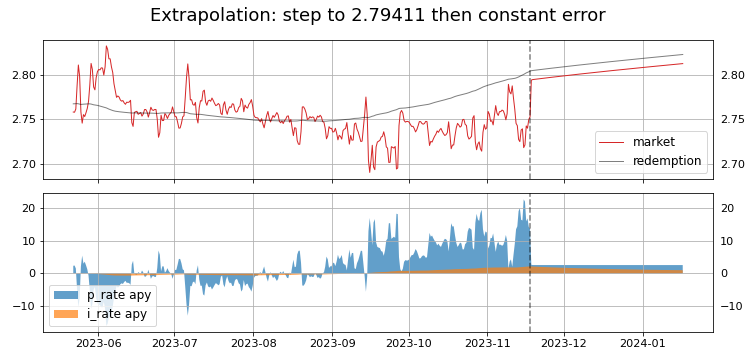 Extrapolation: step to 2.79411 then constant error
2.80
2.75
2.70
2.80
2.75
2.70
market
redemption
20
10
0
−10
20
10
0
−10
p_rate apy
i_rate apy
2023-06 2023-07 2023-08 2023-09 2023-10 2023-11 2023-12 2024-01